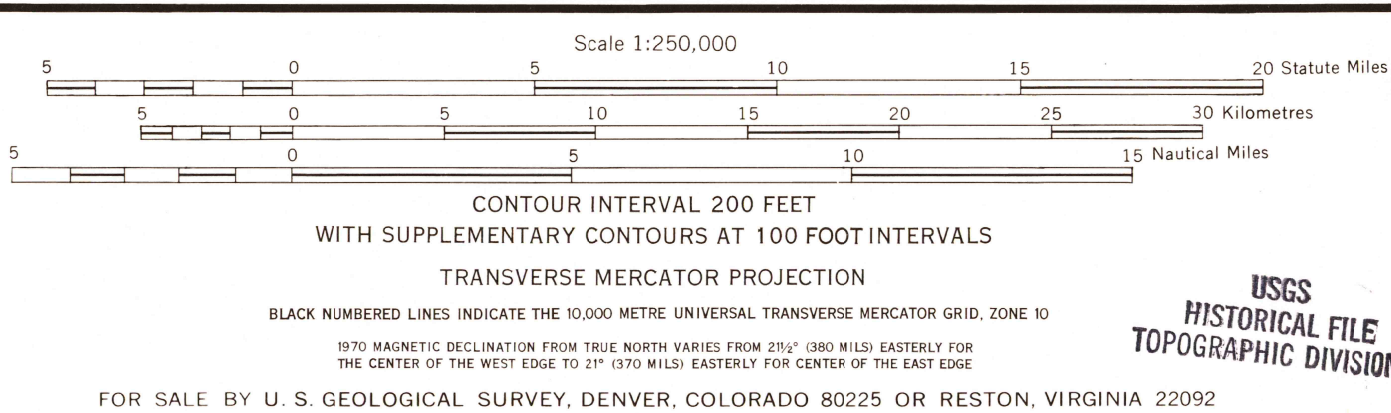 Scale 1:250,000
5 0 5 10 15 20 Statute Miles
5 0 5 10 15 20 25 30 Kilometres
5 0 5 10 15 Nautical Miles
CONTOUR INTERVAL 200 FEET
WITH SUPPLEMENTARY CONTOURS AT 100 FOOT INTERVALS
TRANSVERSE MERCATOR PROJECTION
BLACK NUMBERED LINES INDICATE THE 10,000 METRE UNIVERSAL TRANSVERSE MERCATOR GRID, ZONE 10
1970 MAGNETIC DECLINATION FROM TRUE NORTH VARIES FROM 21½° (380 MILS) EASTERLY FOR
THE CENTER OF THE WEST EDGE TO 21° (370 MILS) EASTERLY FOR CENTER OF THE EAST EDGE
USGS
HISTORICAL FILE
TOPOGRAPHIC DIVISION
FOR SALE BY U. S. GEOLOGICAL SURVEY, DENVER, COLORADO 80225 OR RESTON, VIRGINIA 22092